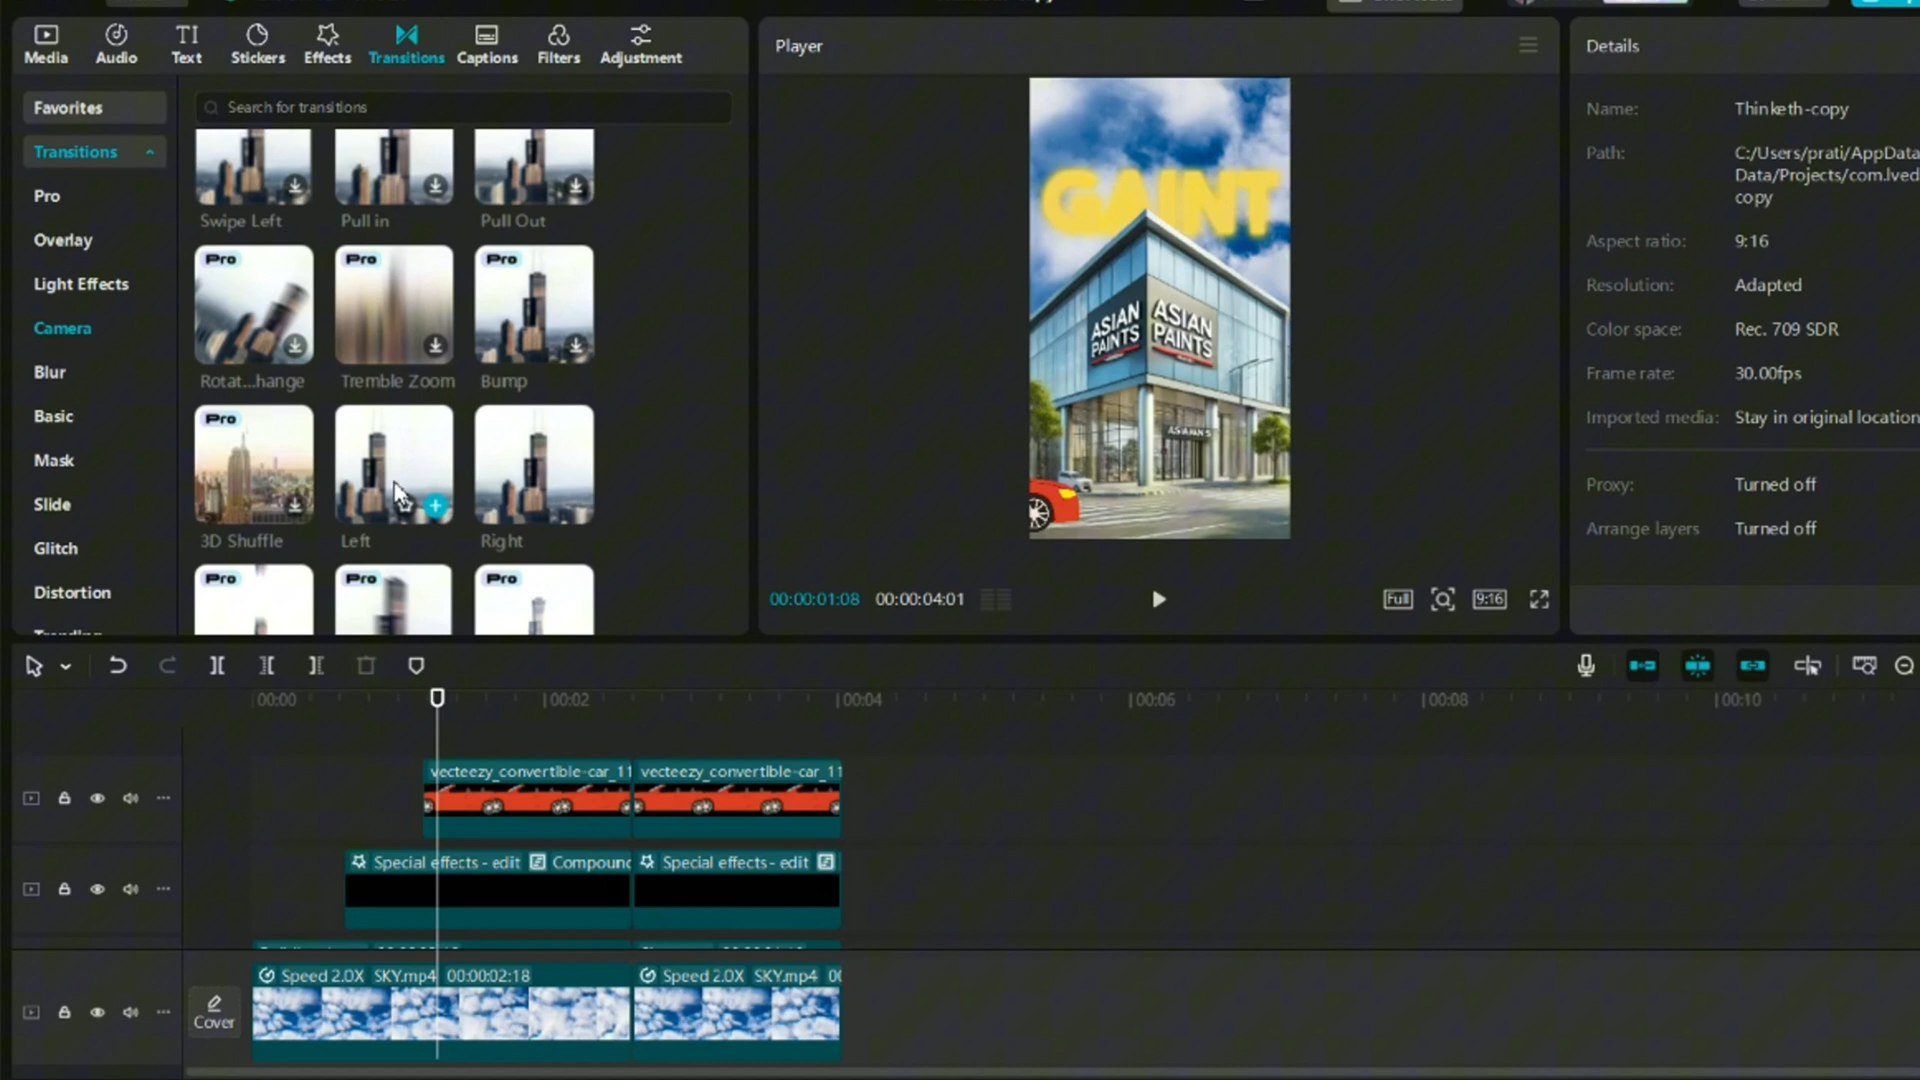 Media Audio Text Stickers Effects Transitions Captions Filters Adjustment
Favorites
Search for transitions
Transitions
Pro
Overlay
Light Effects
Camera
Blur
Basic
Mask
Slide
Glitch
Distortion
Swipe Left Pull in Pull Out
Pro Pro Pro
Rotat...hange Tremble Zoom Bump
Pro
3D Shuffle Left Right
Pro Pro Pro
Player
GAINT
ASIAN PAINTS
ASIAN PAINTS
00:00:01:08 00:00:04:01
Full 9:16
Details
Name: Thinketh-copy
Path: C:/Users/prati/AppData
Data/Projects/com.lved
copy
Aspect ratio: 9:16
Resolution: Adapted
Color space: Rec. 709 SDR
Frame rate: 30.00fps
Imported media: Stay in original location
Proxy: Turned off
Arrange layers Turned off
00:00 00:02 00:04 00:06 00:08 00:10
vecteezy_convertible-car_11 vecteezy_convertible-car_11
Special effects - edit Compound Special effects - edit
Speed 2.0X SKY.mp4 00:00:02:18 Speed 2.0X SKY.mp4 00
Cover